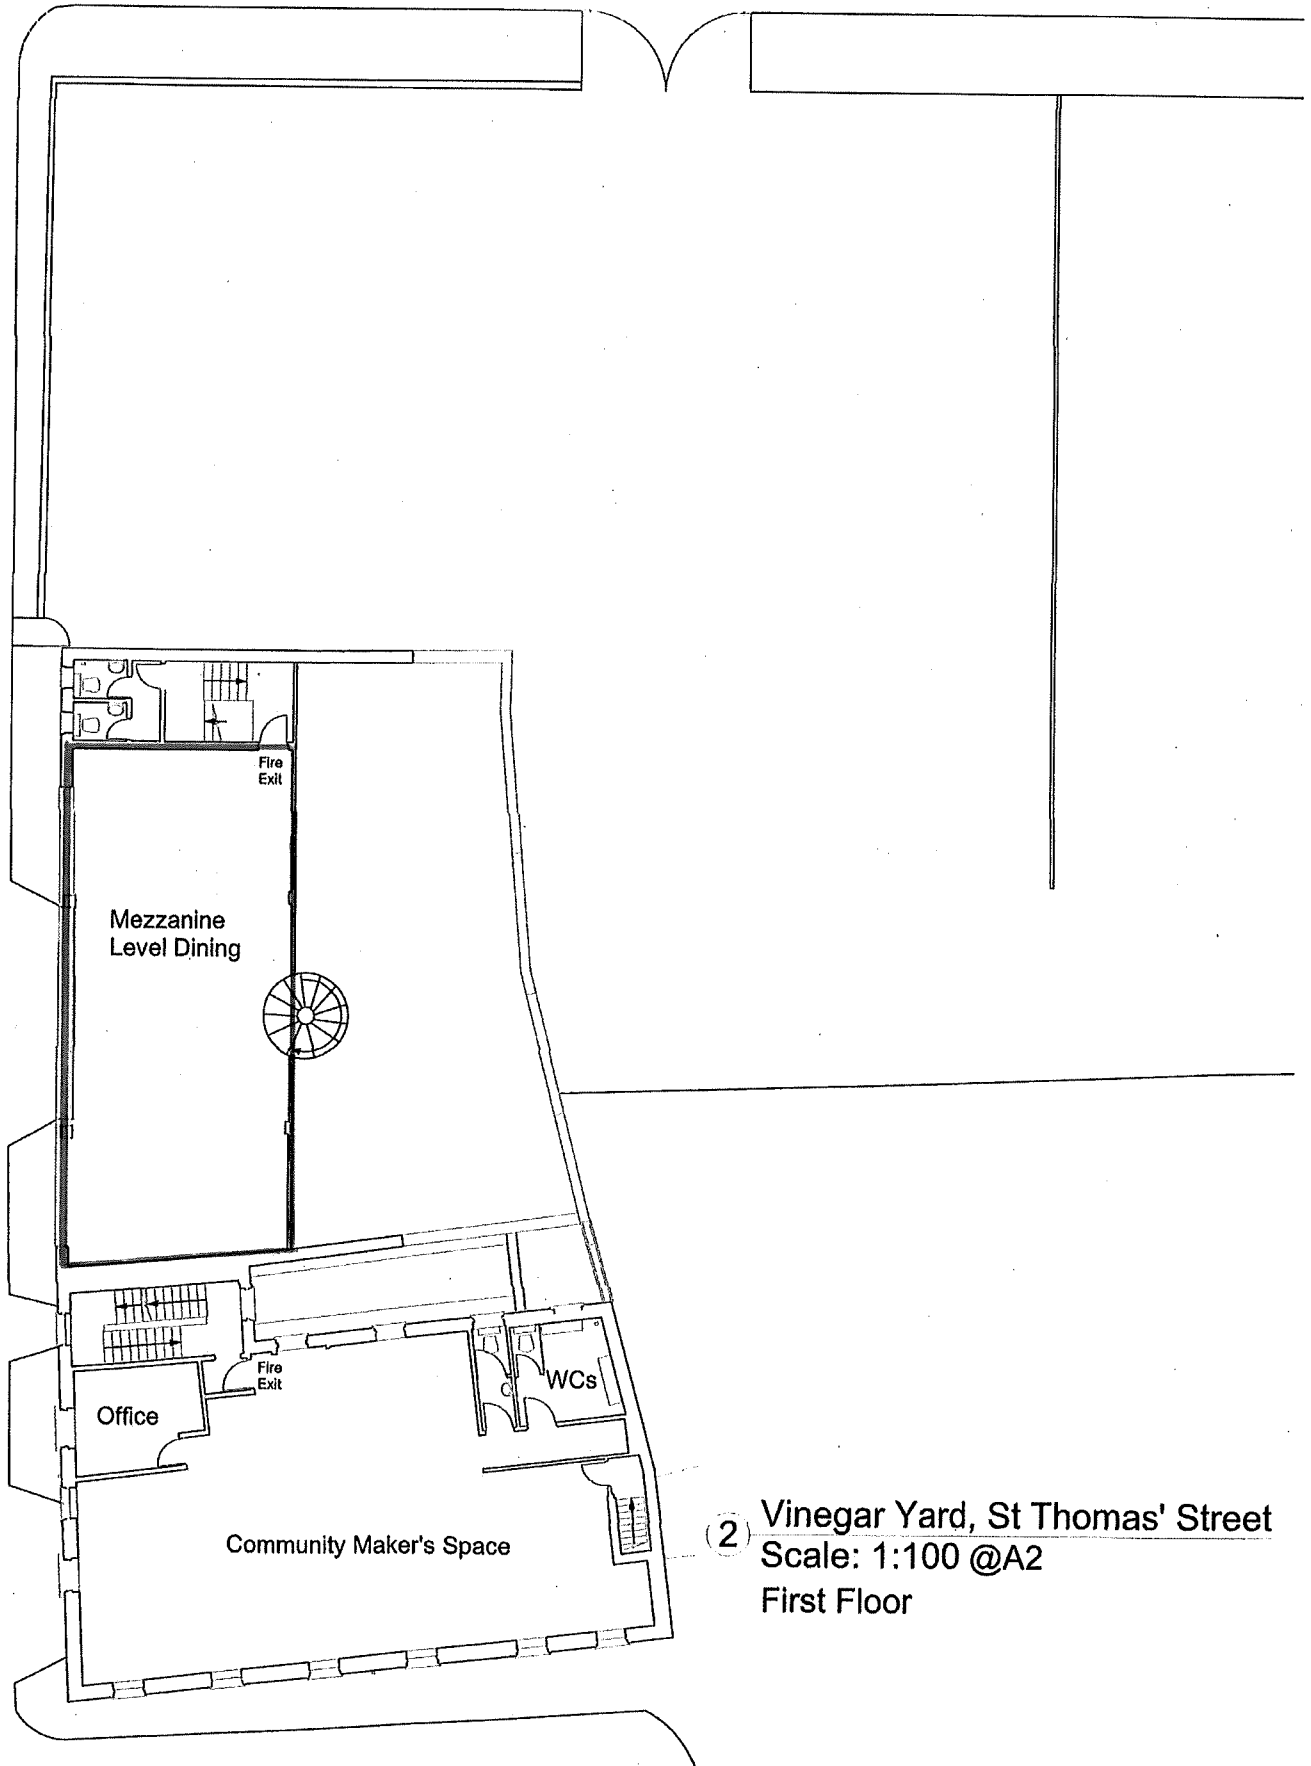 Fire
Exit
Mezzanine
Level Dining
Fire
Exit
WCs
Office
Community Maker's Space
2
Vinegar Yard, St Thomas' Street
Scale: 1:100 @A2
First Floor